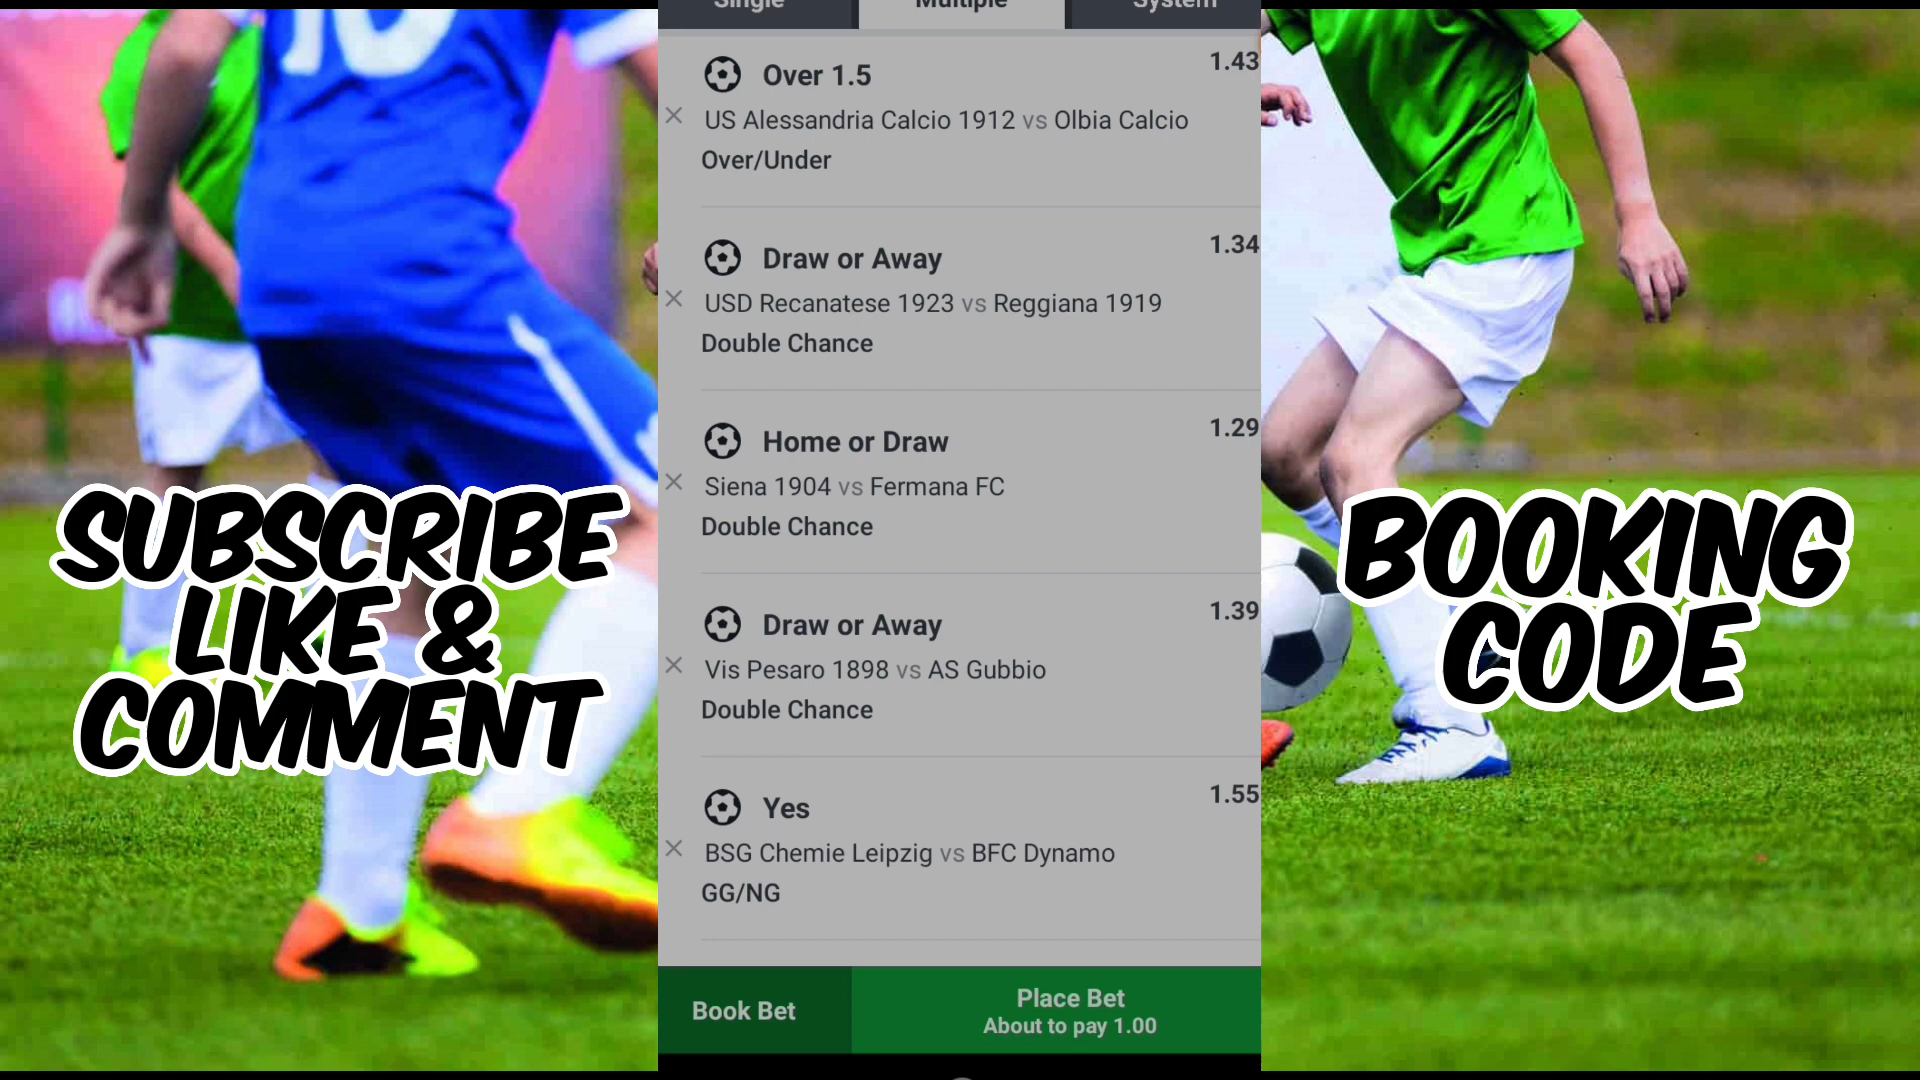 Single Multiple System
Over 1.5 1.43
US Alessandria Calcio 1912 vs Olbia Calcio
Over/Under
Draw or Away 1.34
USD Recanatese 1923 vs Reggiana 1919
Double Chance
Home or Draw 1.29
Siena 1904 vs Fermana FC
Double Chance
Draw or Away 1.39
Vis Pesaro 1898 vs AS Gubbio
Double Chance
Yes 1.55
BSG Chemie Leipzig vs BFC Dynamo
GG/NG
Book Bet
Place Bet
About to pay 1.00
SUBSCRIBE
LIKE &
COMMENT
BOOKING
CODE